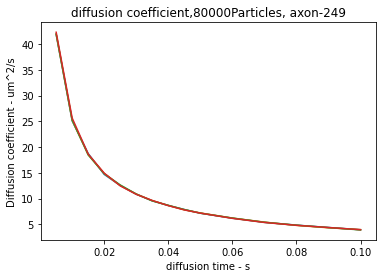 diffusion coefficient,80000Particles, axon-249
Diffusion coefficient - um^2/s
40
35
30
25
20
15
10
5
0.02 0.04 0.06 0.08 0.10
diffusion time - s